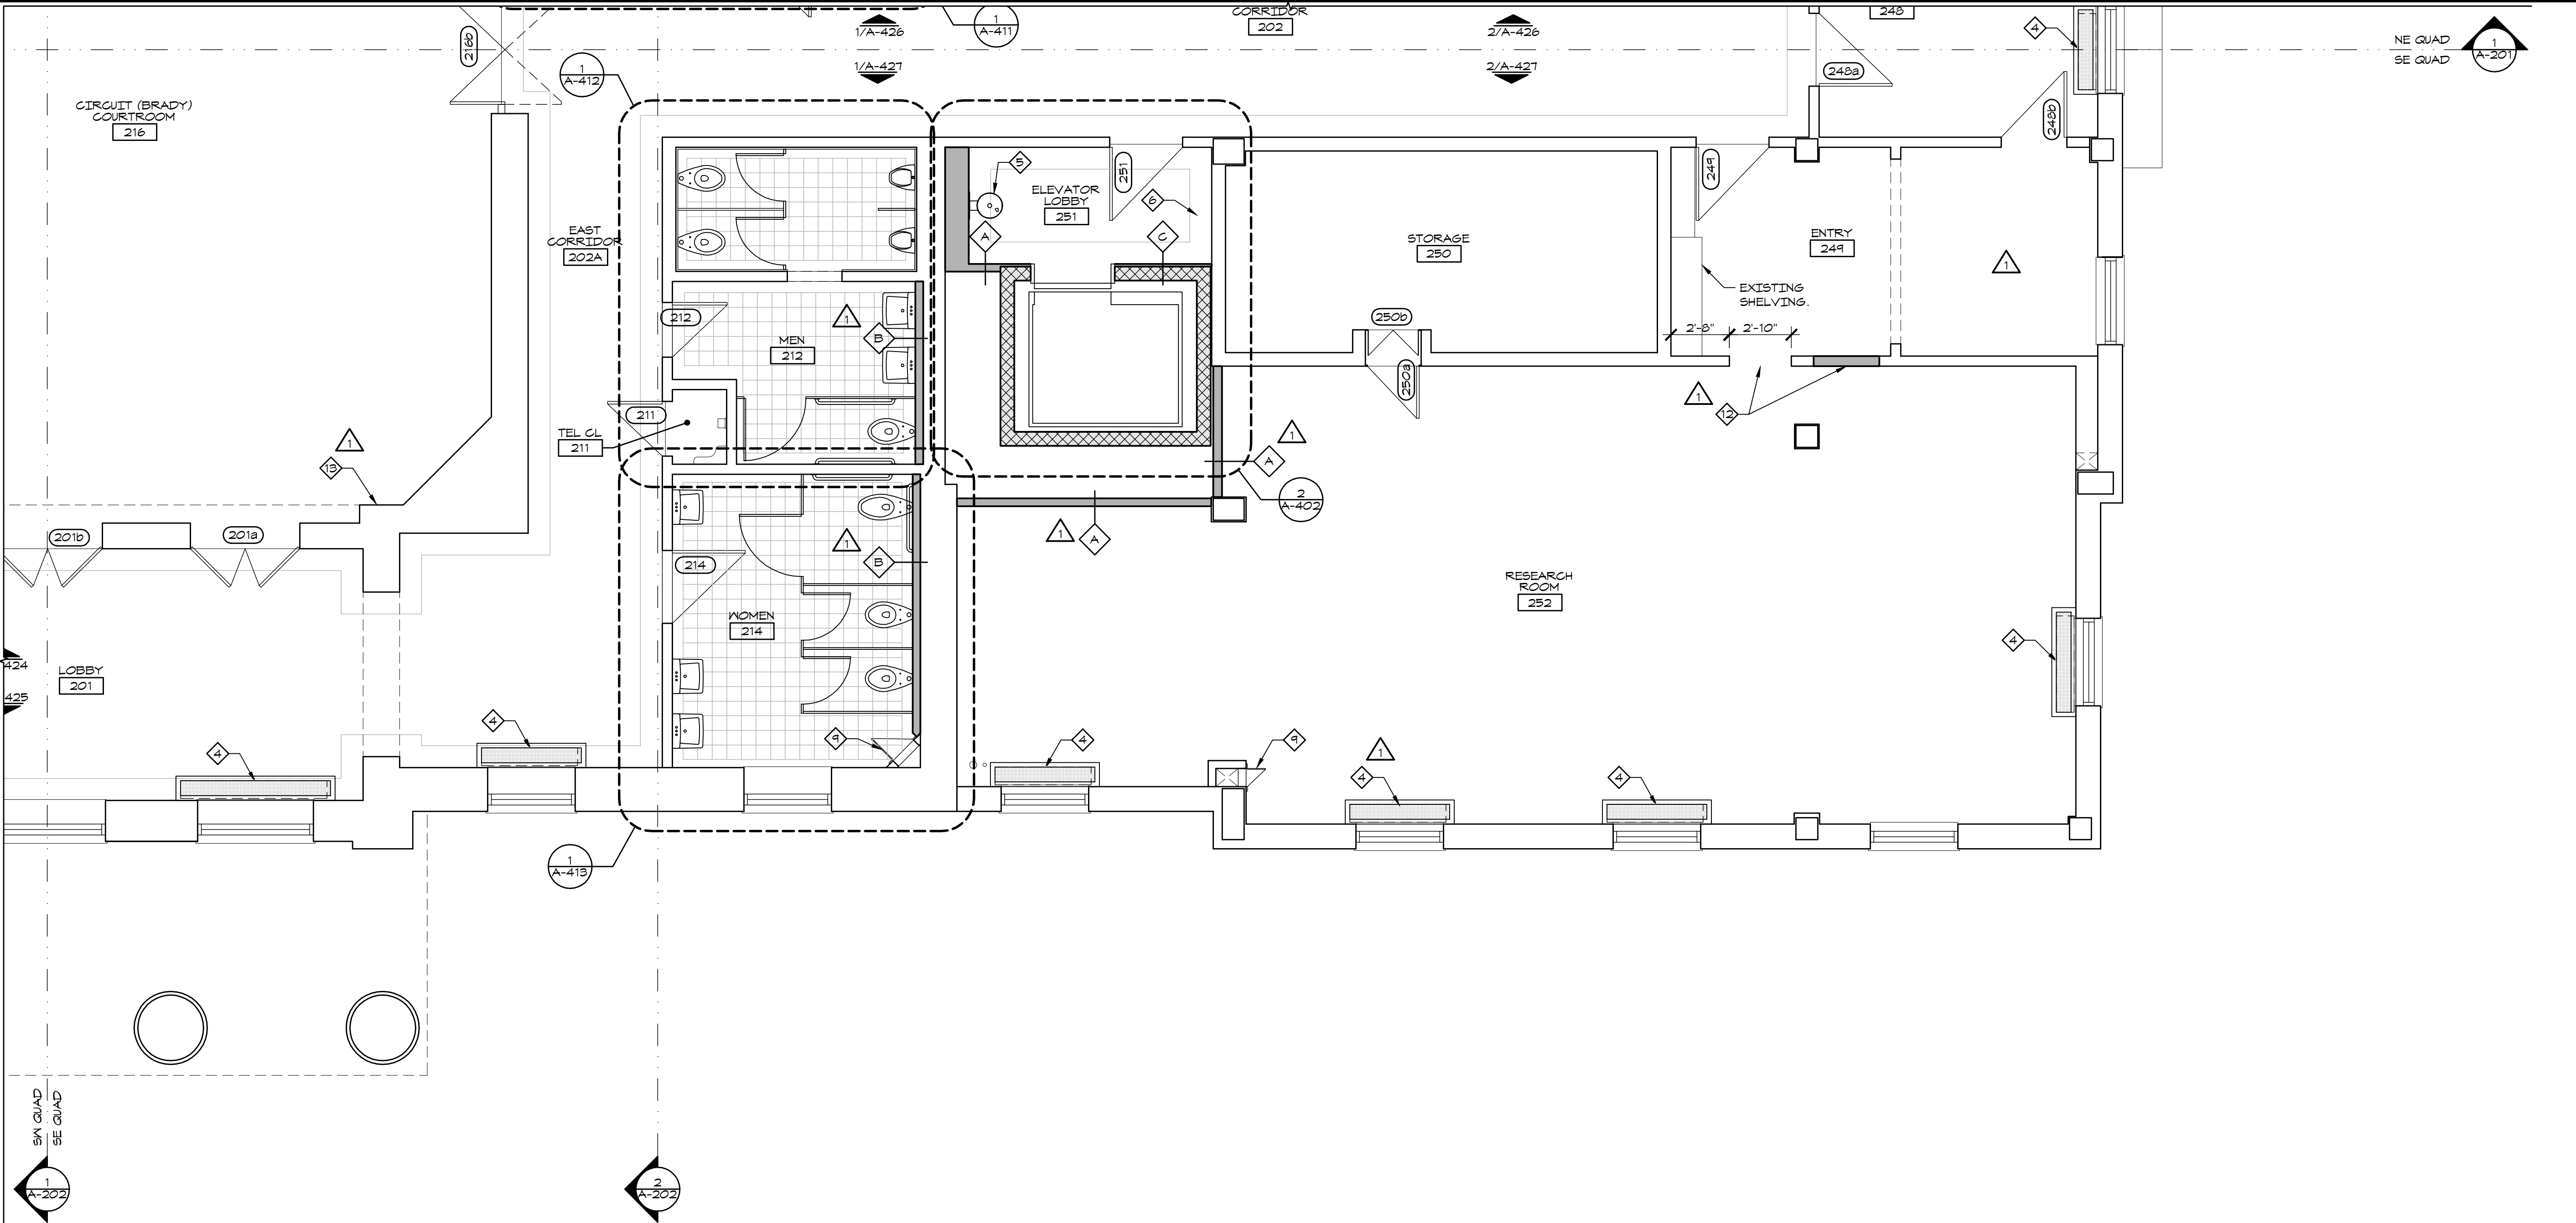 CORRIDOR
202
248
1
A-411
1/A-426
2/A-426
1/A-427
2/A-427
4
NE QUAD
SE QUAD
1
A-201
216b
1
A-412
248a
248b
CIRCUIT (BRADY)
COURTROOM
216
5
251
ELEVATOR
LOBBY
251
6
249
EAST
CORRIDOR
202A
A
C
STORAGE
250
ENTRY
249
1
EXISTING
SHELVING.
212
1
B
MEN
212
250b
2'-8"
2'-10"
250a
1
12
211
TEL CL
211
1
13
1
A
2
A-402
201b
201a
1
A
1
B
214
RESEARCH
ROOM
252
WOMEN
214
4
424
425
LOBBY
201
4
4
9
4
9
1
4
4
1
A-413
SW QUAD
SE QUAD
1
A-202
2
A-202